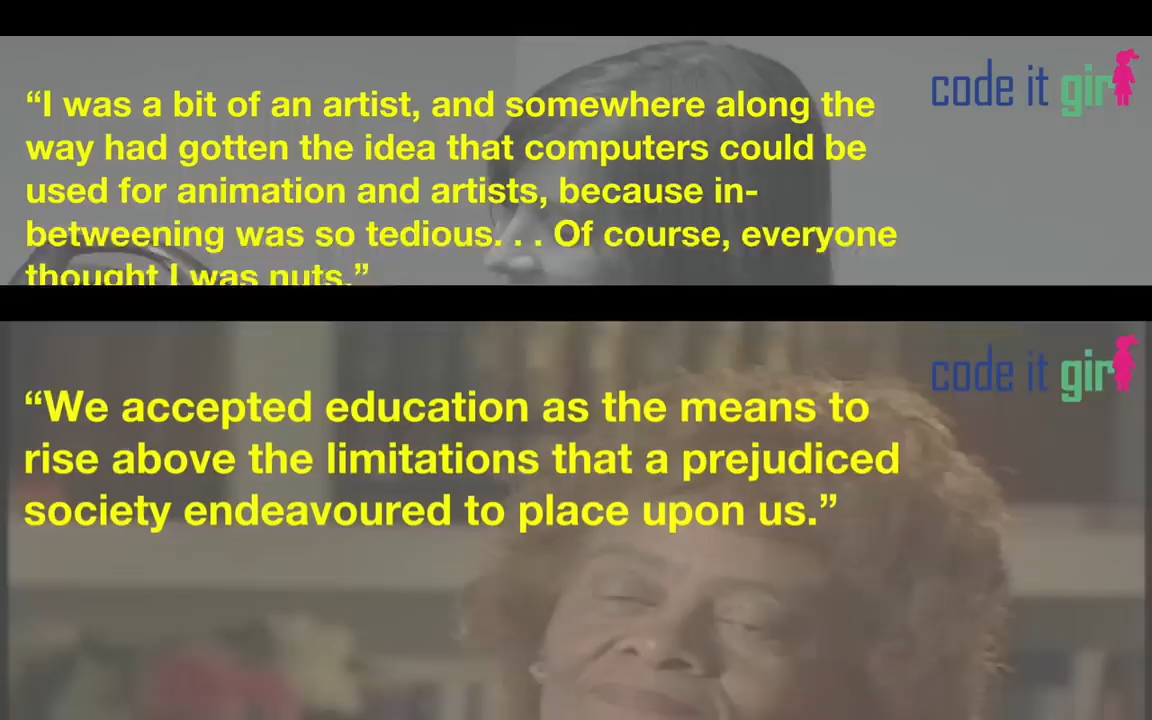 “I was a bit of an artist, and somewhere along the
way had gotten the idea that computers could be
used for animation and artists, because in-
betweening was so tedious. . . Of course, everyone
thought I was nuts.”
code it girl
“We accepted education as the means to
rise above the limitations that a prejudiced
society endeavoured to place upon us.”
code it girl